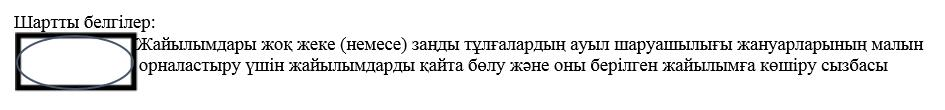 Шартты белгілер:
Жайылымдары жоқ жеке (немесе) заңды тұлғалардың ауыл шаруашылығы жануарларының малын
орналастыру үшін жайылымдарды қайта бөлу және оны берілген жайылымға көшіру сызбасы